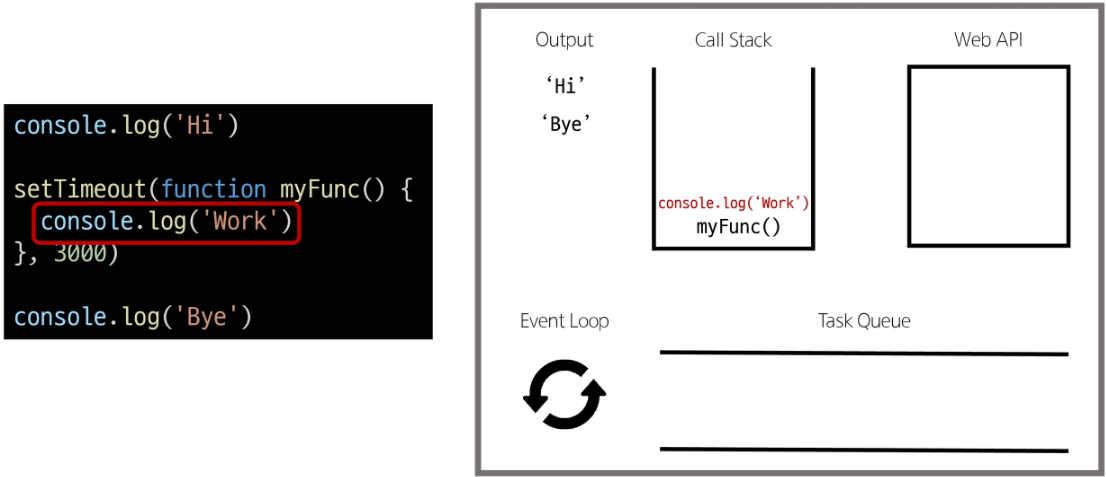 console.log('Hi')
setTimeout(function myFunc() {
console.log('Work')
}, 3000)
console.log('Bye')
Output
‘Hi’
‘Bye’
Call Stack
console.log(‘Work’)
myFunc()
Web API
Event Loop
Task Queue